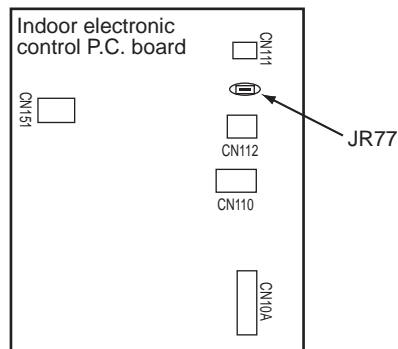 Indoor electronic
control P.C. board
CN111
CN151
JR77
CN112
CN110
CN10A